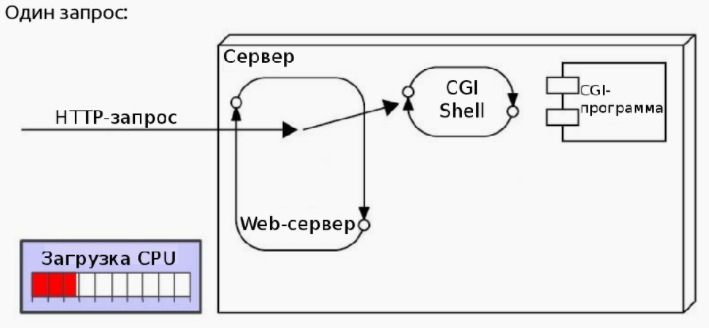 Один запрос:
Сервер
CGI
Shell
CGI-
программа
HTTP-запрос
Web-сервер
Загрузка CPU